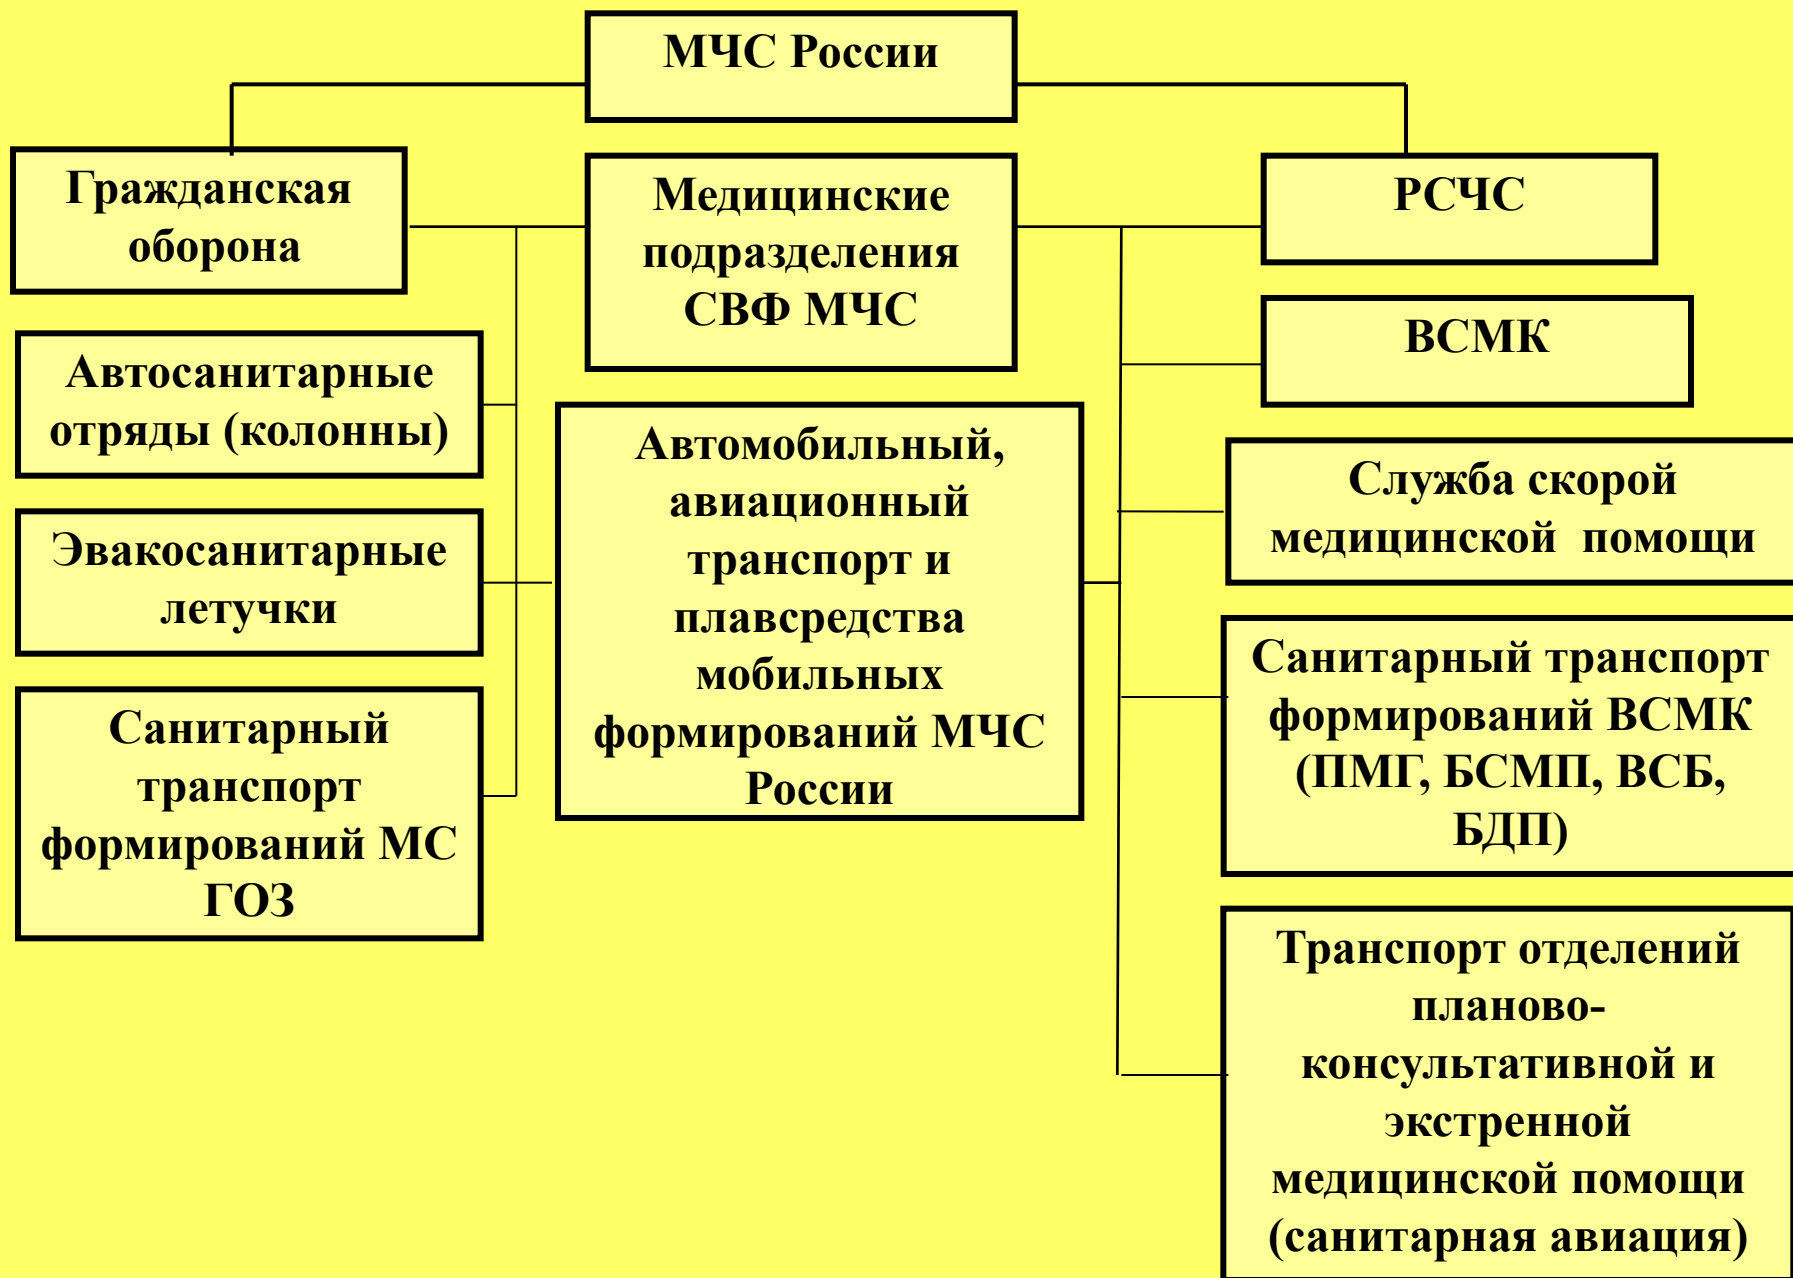 МЧС России
Гражданская
оборона
Медицинские
подразделения
СВФ МЧС
РСЧС
ВСМК
Автосанитарные
отряды (колонны)
Автомобильный,
авиационный
транспорт и
плавсредства
мобильных
формирований МЧС
России
Служба скорой
медицинской помощи
Эвакосанитарные
летучки
Санитарный транспорт
формирований ВСМК
(ПМГ, БСМП, ВСБ,
БДП)
Санитарный
транспорт
формирований МС
ГОЗ
Транспорт отделений
планово-
консультативной и
экстренной
медицинской помощи
(санитарная авиация)